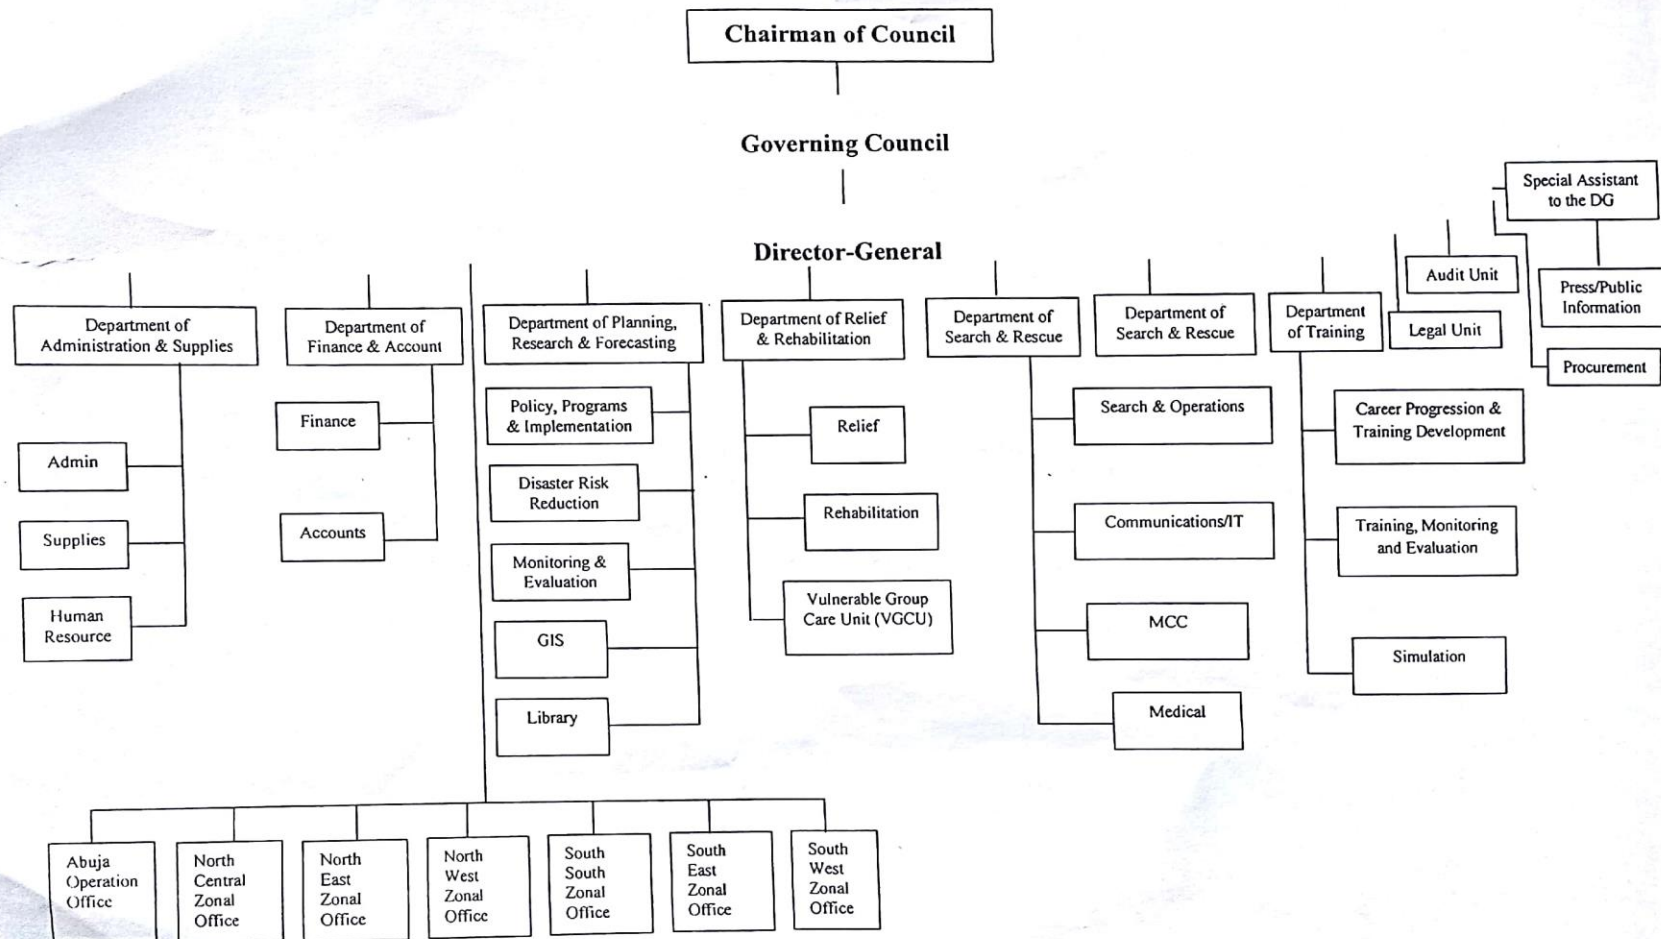 Chairman of Council
Governing Council
Director-General
Special Assistant
to the DG
Audit Unit
Press/Public
Information
Legal Unit
Procurement
Department of
Administration & Supplies
Department of
Finance & Account
Department of Planning,
Research & Forecasting
Department of Relief
& Rehabilitation
Department of
Search & Rescue
Department of
Search & Rescue
Department
of Training
Admin
Supplies
Human
Resource
Finance
Accounts
Policy, Programs
& Implementation
Disaster Risk
Reduction
Monitoring &
Evaluation
GIS
Library
Relief
Rehabilitation
Vulnerable Group
Care Unit (VGCU)
Search & Operations
Communications/IT
MCC
Medical
Career Progression &
Training Development
Training, Monitoring
and Evaluation
Simulation
Abuja
Operation
Office
North
Central
Zonal
Office
North
East
Zonal
Office
North
West
Zonal
Office
South
South
Zonal
Office
South
East
Zonal
Office
South
West
Zonal
Office